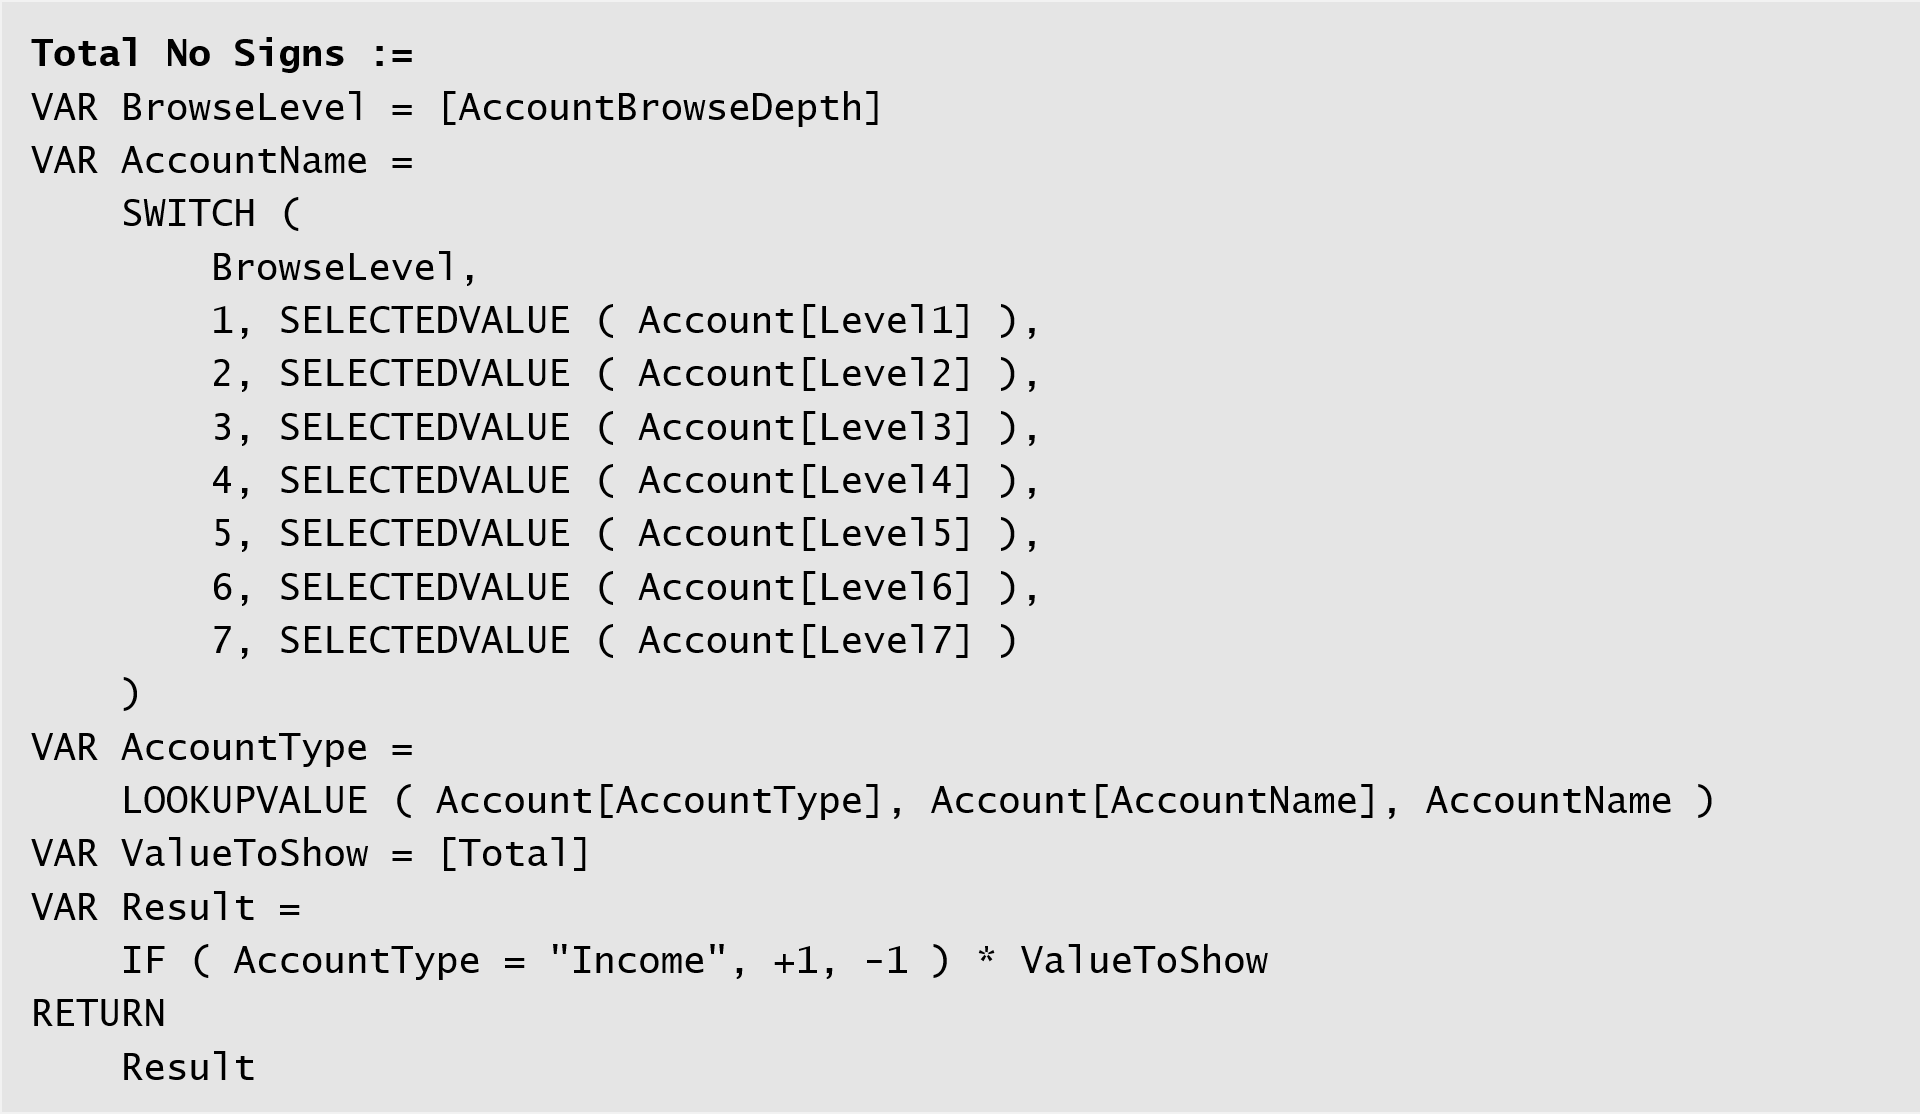 Total No Signs :=
VAR BrowseLevel = [AccountBrowseDepth]
VAR AccountName =
    SWITCH (
        BrowseLevel,
        1, SELECTEDVALUE ( Account[Level1] ),
        2, SELECTEDVALUE ( Account[Level2] ),
        3, SELECTEDVALUE ( Account[Level3] ),
        4, SELECTEDVALUE ( Account[Level4] ),
        5, SELECTEDVALUE ( Account[Level5] ),
        6, SELECTEDVALUE ( Account[Level6] ),
        7, SELECTEDVALUE ( Account[Level7] )
    )
VAR AccountType =
    LOOKUPVALUE ( Account[AccountType], Account[AccountName], AccountName )
VAR ValueToShow = [Total]
VAR Result =
    IF ( AccountType = "Income", +1, -1 ) * ValueToShow
RETURN
    Result